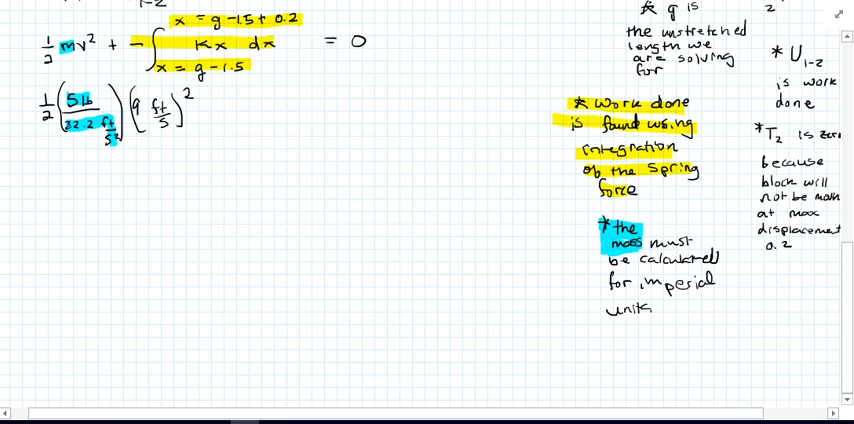 1-2
x = g - 1.5 + 0.2
1/2 mv² + - ∫ Kx dx = 0
x = g - 1.5
1/2 (5 lb / 32.2 ft/s²) (9 ft/s)²
* g is
the unstretched
length we
are solving
for
* work done
is found using
integration
of the spring
force
* the
mass must
be calculated
for imperial
units
2
* U₁₋₂
is work
done
* T₂ is zero
because
block will
not be
at max
displacement
0.2